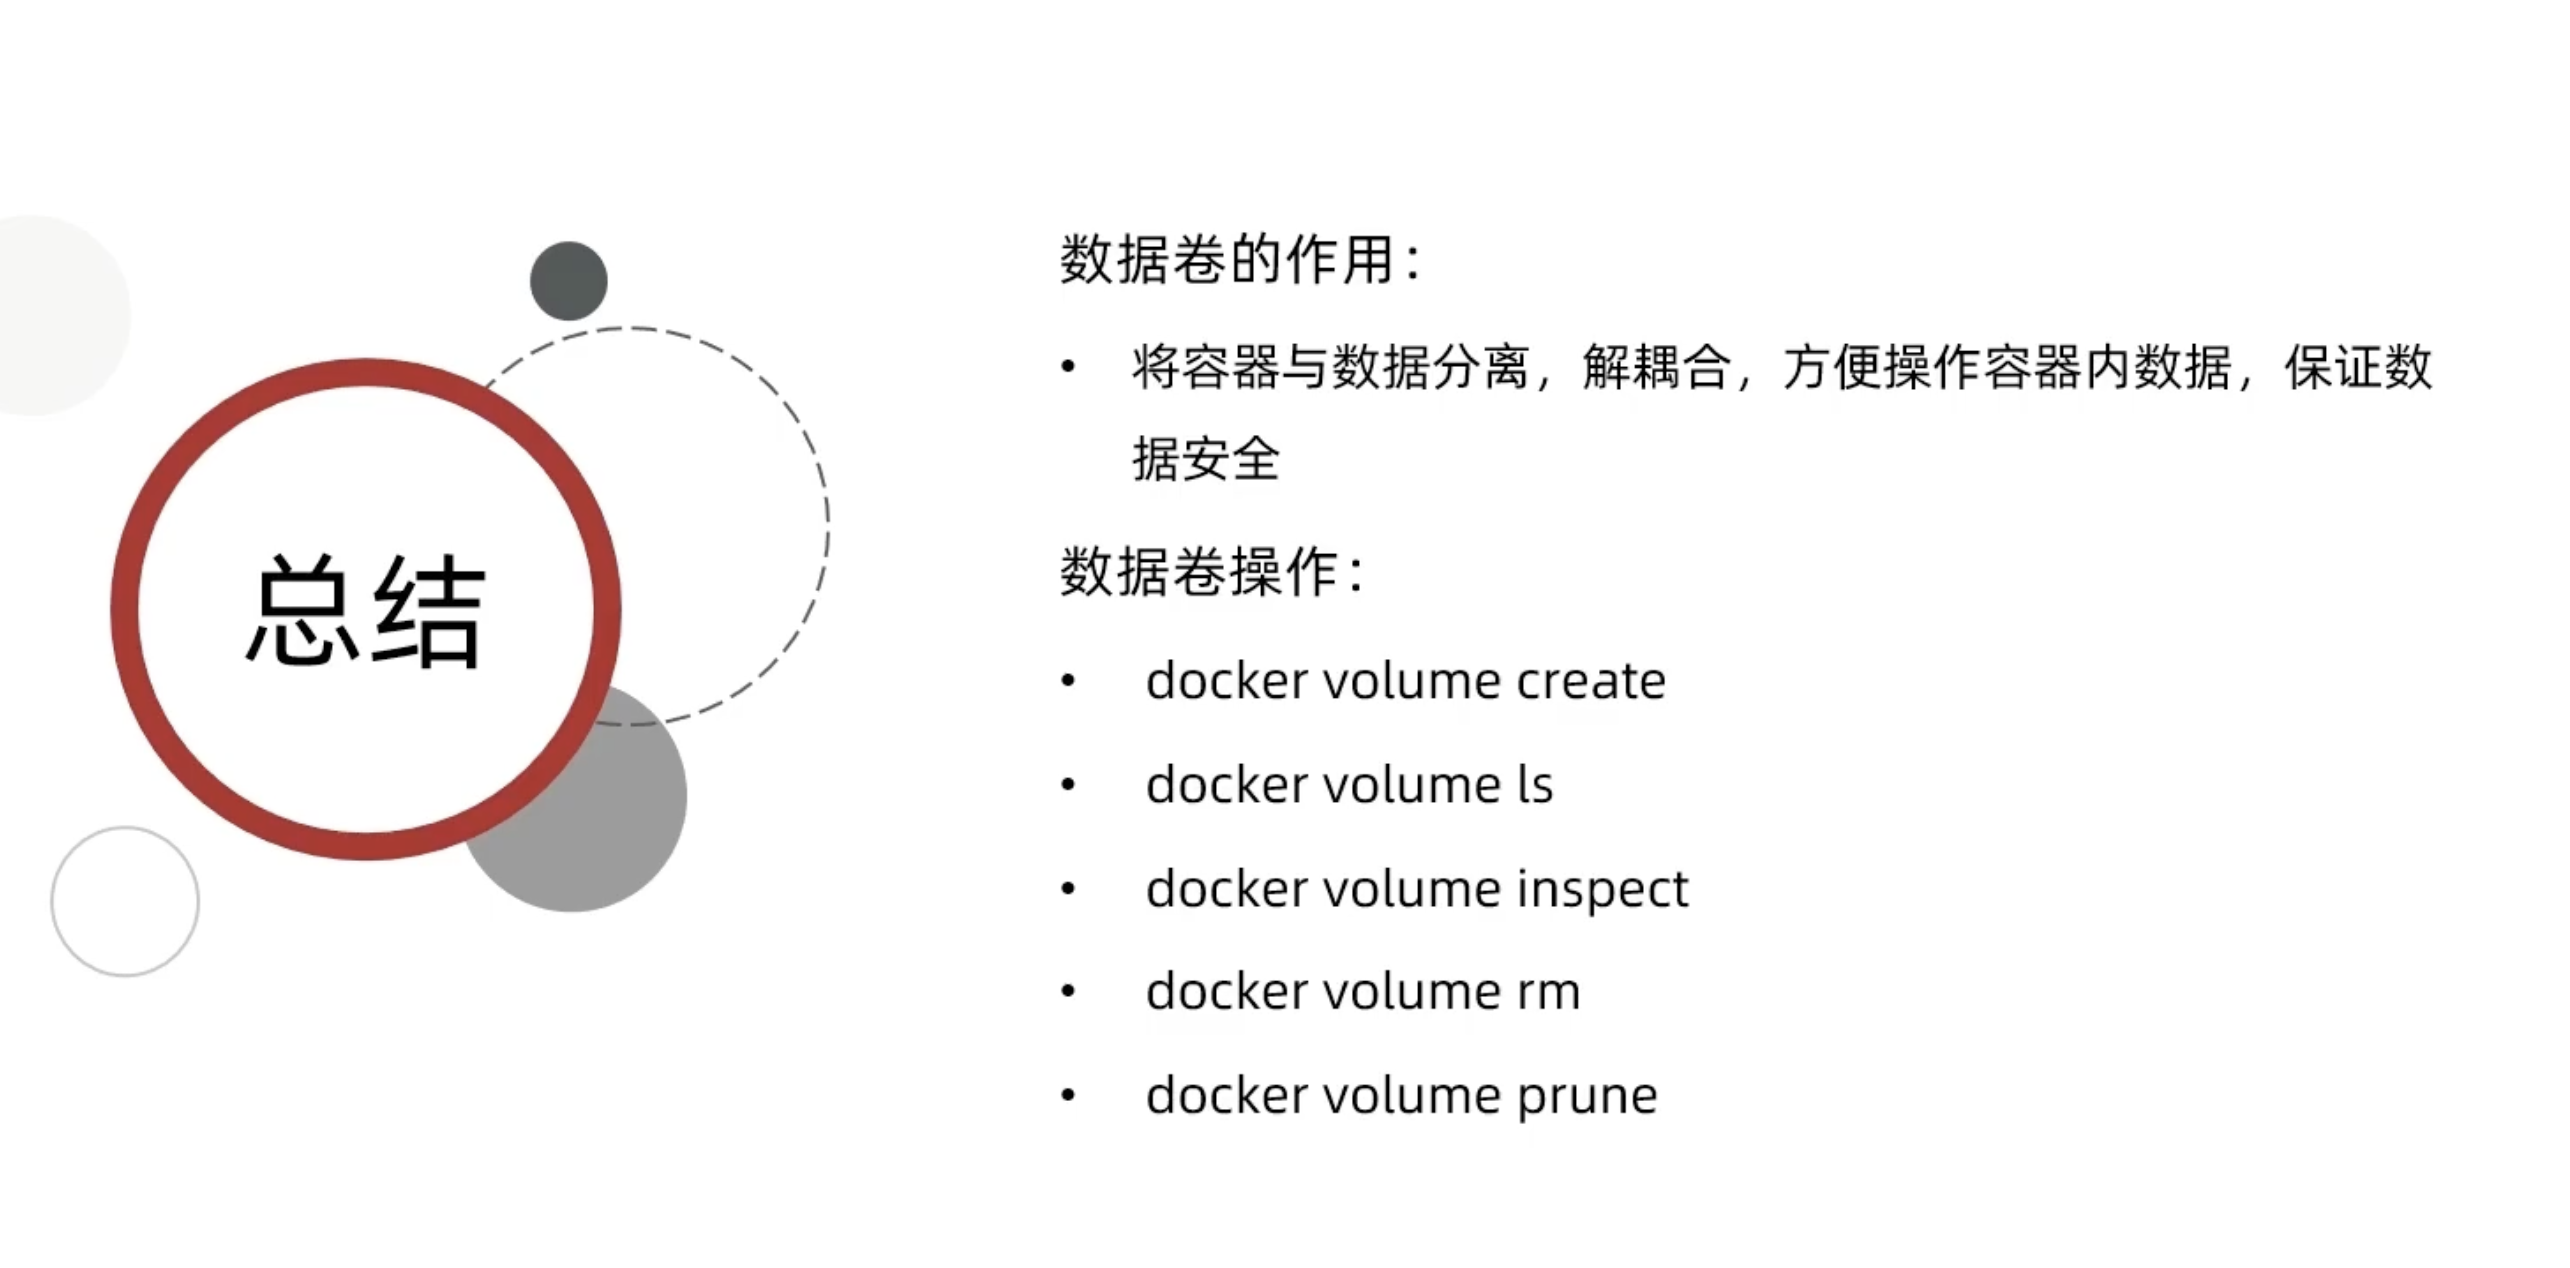 总结
数据卷的作用：
• 将容器与数据分离，解耦合，方便操作容器内数据，保证数
据安全
数据卷操作：
• docker volume create
• docker volume ls
• docker volume inspect
• docker volume rm
• docker volume prune